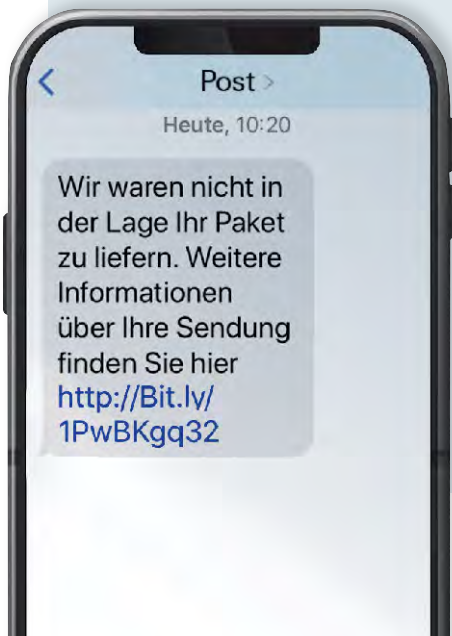 Post >
Heute, 10:20
Wir waren nicht in
der Lage Ihr Paket
zu liefern. Weitere
Informationen
über Ihre Sendung
finden Sie hier
http://Bit.ly/
1PwBKgq32